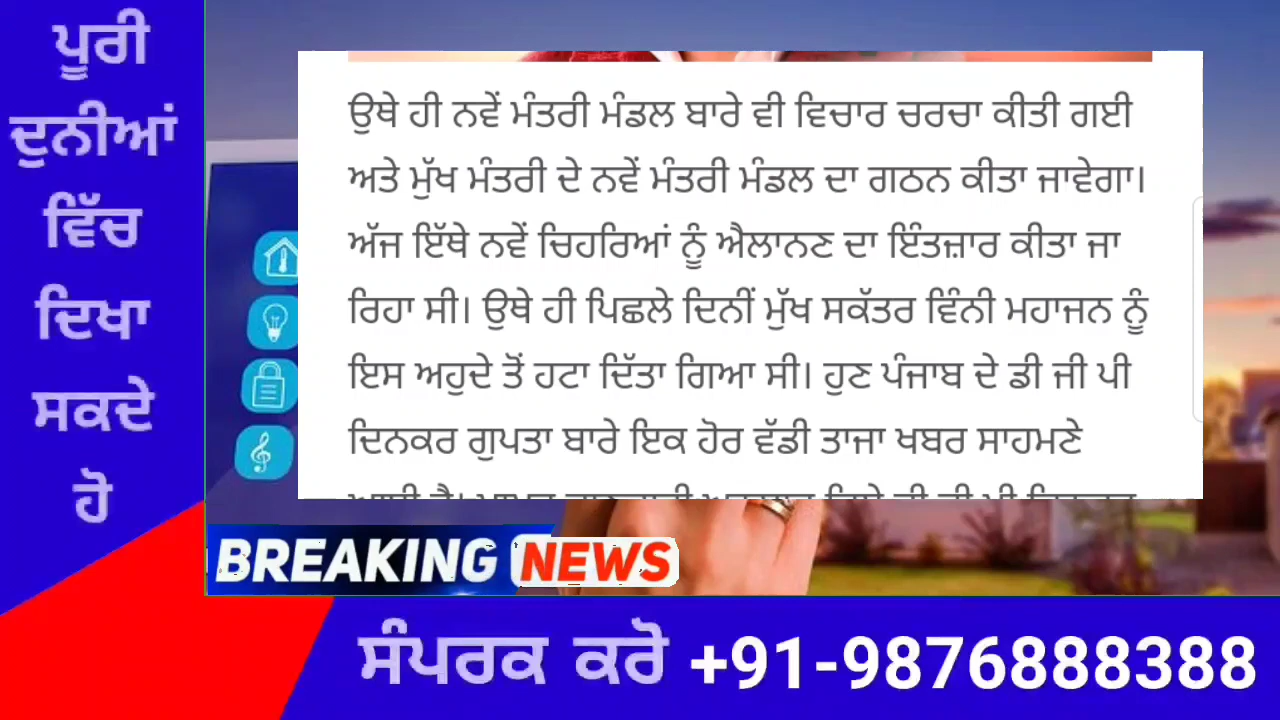 ਪੂਰੀ
ਦੁਨੀਆਂ
ਵਿੱਚ
ਦਿਖਾ
ਸਕਦੇ
ਹੋ
ਉਥੇ ਹੀ ਨਵੇਂ ਮੰਤਰੀ ਮੰਡਲ ਬਾਰੇ ਵੀ ਵਿਚਾਰ ਚਰਚਾ ਕੀਤੀ ਗਈ
ਅਤੇ ਮੁੱਖ ਮੰਤਰੀ ਦੇ ਨਵੇਂ ਮੰਤਰੀ ਮੰਡਲ ਦਾ ਗਠਨ ਕੀਤਾ ਜਾਵੇਗਾ।
ਅੱਜ ਇੱਥੇ ਨਵੇਂ ਚਿਹਰਿਆਂ ਨੂੰ ਐਲਾਨਣ ਦਾ ਇੰਤਜ਼ਾਰ ਕੀਤਾ ਜਾ
ਰਿਹਾ ਸੀ। ਉਥੇ ਹੀ ਪਿਛਲੇ ਦਿਨੀਂ ਮੁੱਖ ਸਕੱਤਰ ਵਿੰਨੀ ਮਹਾਜਨ ਨੂੰ
ਇਸ ਅਹੁਦੇ ਤੋਂ ਹਟਾ ਦਿੱਤਾ ਗਿਆ ਸੀ। ਹੁਣ ਪੰਜਾਬ ਦੇ ਡੀ ਜੀ ਪੀ
ਦਿਨਕਰ ਗੁਪਤਾ ਬਾਰੇ ਇਕ ਹੋਰ ਵੱਡੀ ਤਾਜਾ ਖਬਰ ਸਾਹਮਣੇ
BREAKING NEWS
ਸੰਪਰਕ ਕਰੋ +91-9876888388